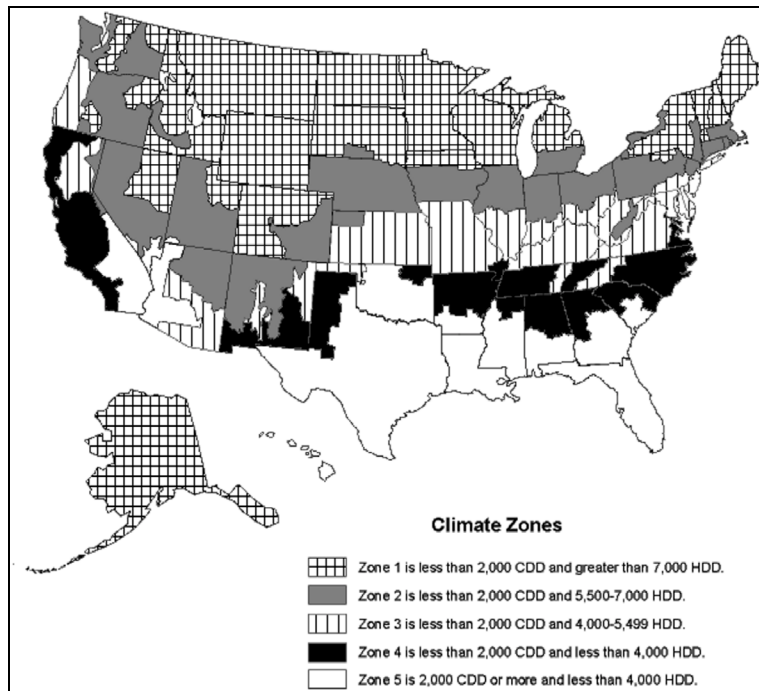 Climate Zones
Zone 1 is less than 2,000 CDD and greater than 7,000 HDD.
Zone 2 is less than 2,000 CDD and 5,500-7,000 HDD.
Zone 3 is less than 2,000 CDD and 4,000-5,499 HDD.
Zone 4 is less than 2,000 CDD and less than 4,000 HDD.
Zone 5 is 2,000 CDD or more and less than 4,000 HDD.